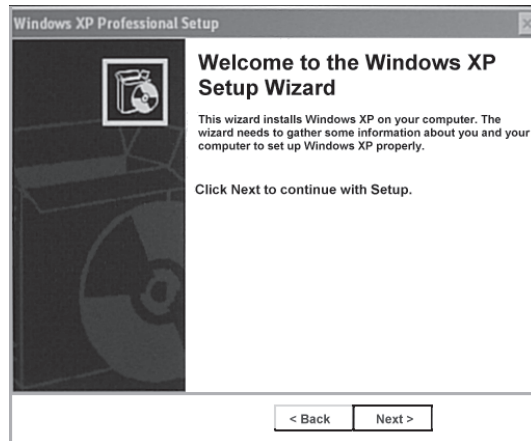 Windows XP Professional Setup
Welcome to the Windows XP
Setup Wizard
This wizard installs Windows XP on your computer. The
wizard needs to gather some information about you and your
computer to set up Windows XP properly.
Click Next to continue with Setup.
< Back
Next >